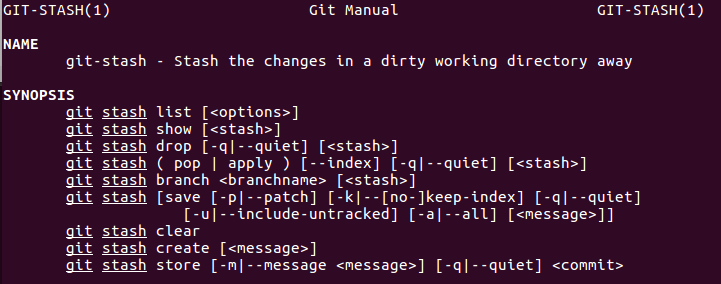 GIT-STASH(1) Git Manual GIT-STASH(1)
NAME
git-stash - Stash the changes in a dirty working directory away
SYNOPSIS
git stash list [<options>]
git stash show [<stash>]
git stash drop [-q|--quiet] [<stash>]
git stash ( pop | apply ) [--index] [-q|--quiet] [<stash>]
git stash branch <branchname> [<stash>]
git stash [save [-p|--patch] [-k|--[no-]keep-index] [-q|--quiet]
[-u|--include-untracked] [-a|--all] [<message>]]
git stash clear
git stash create [<message>]
git stash store [-m|--message <message>] [-q|--quiet] <commit>